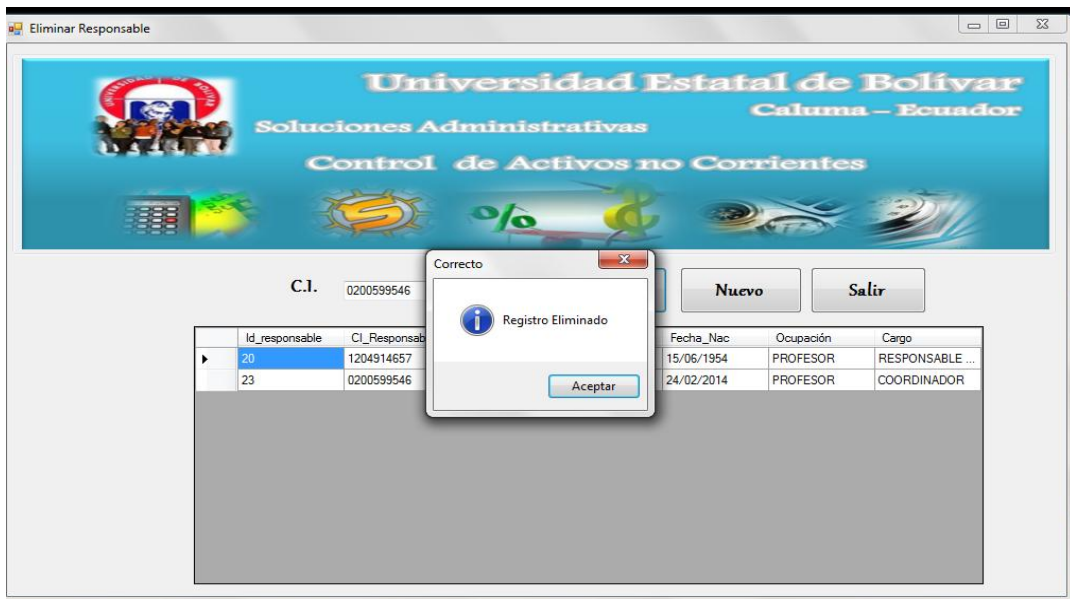 Eliminar Responsable
Universidad Estatal de Bolívar
Caluma – Ecuador
Soluciones Administrativas
Control de Activos no Corrientes
%
Correcto
C.I. 0200599546 Nuevo Salir
Registro Eliminado
Aceptar
Id_responsable CI_Responsab Fecha_Nac Ocupación Cargo
20 1204914657 15/06/1954 PROFESOR RESPONSABLE ...
23 0200599546 24/02/2014 PROFESOR COORDINADOR